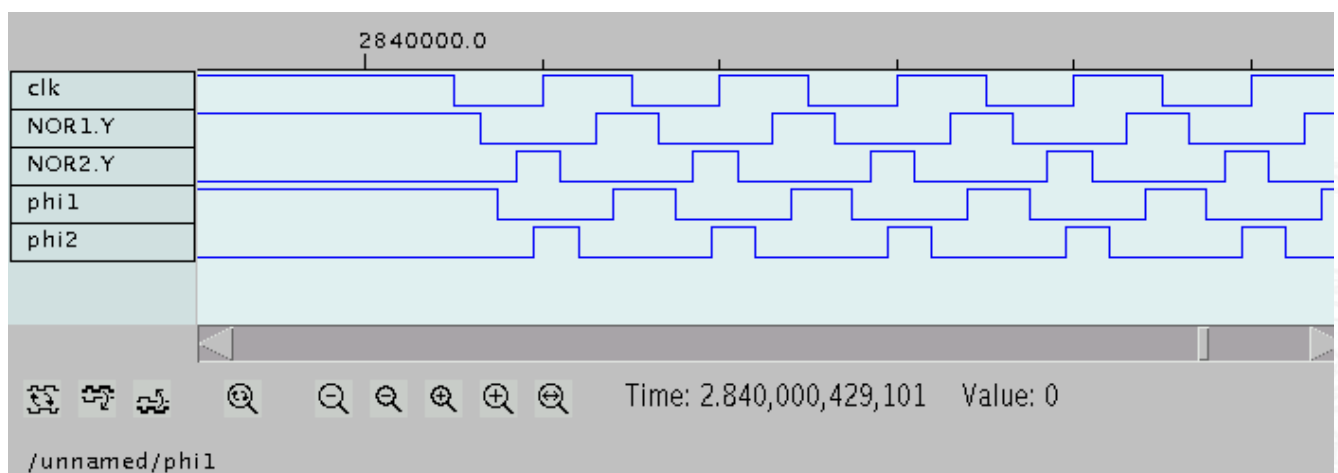 2840000.0
clk
NOR1.Y
NOR2.Y
phi1
phi2
Time: 2.840,000,429,101 Value: 0
/unnamed/phi1